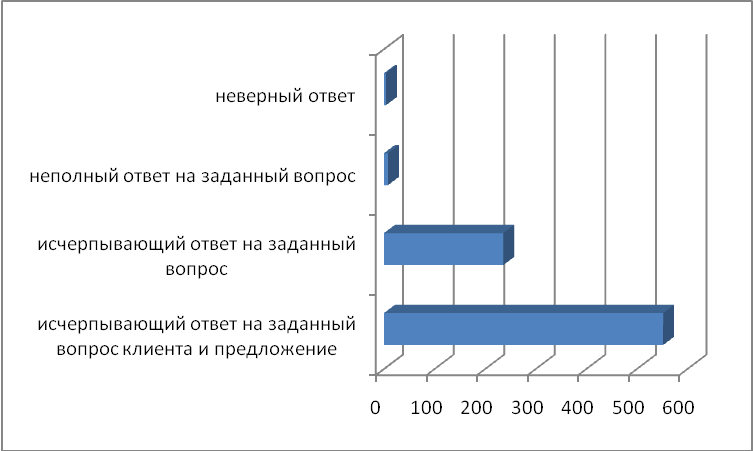 неверный ответ
неполный ответ на заданный вопрос
исчерпывающий ответ на заданный
вопрос
исчерпывающий ответ на заданный
вопрос клиента и предложение
0 100 200 300 400 500 600